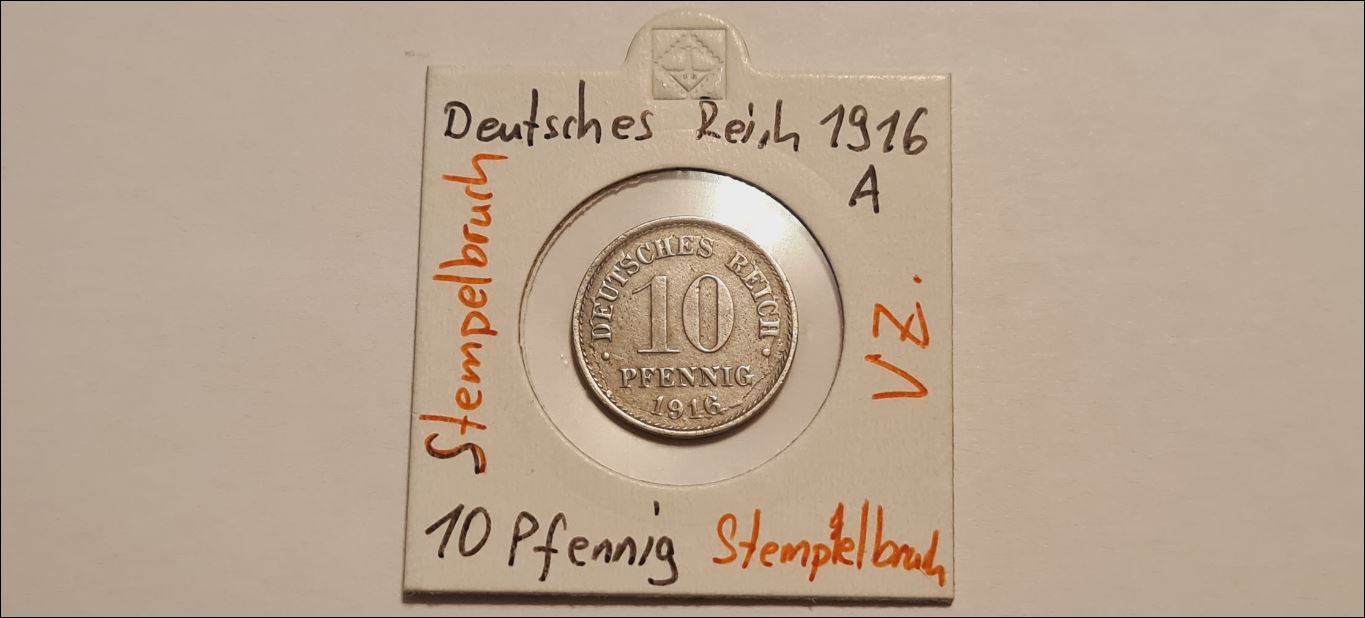 Deutsches Reich 1916
A
Stempelbruch
VZ.
DEUTSCHES REICH
10
PFENNIG
1916
10 Pfennig Stempelbruch